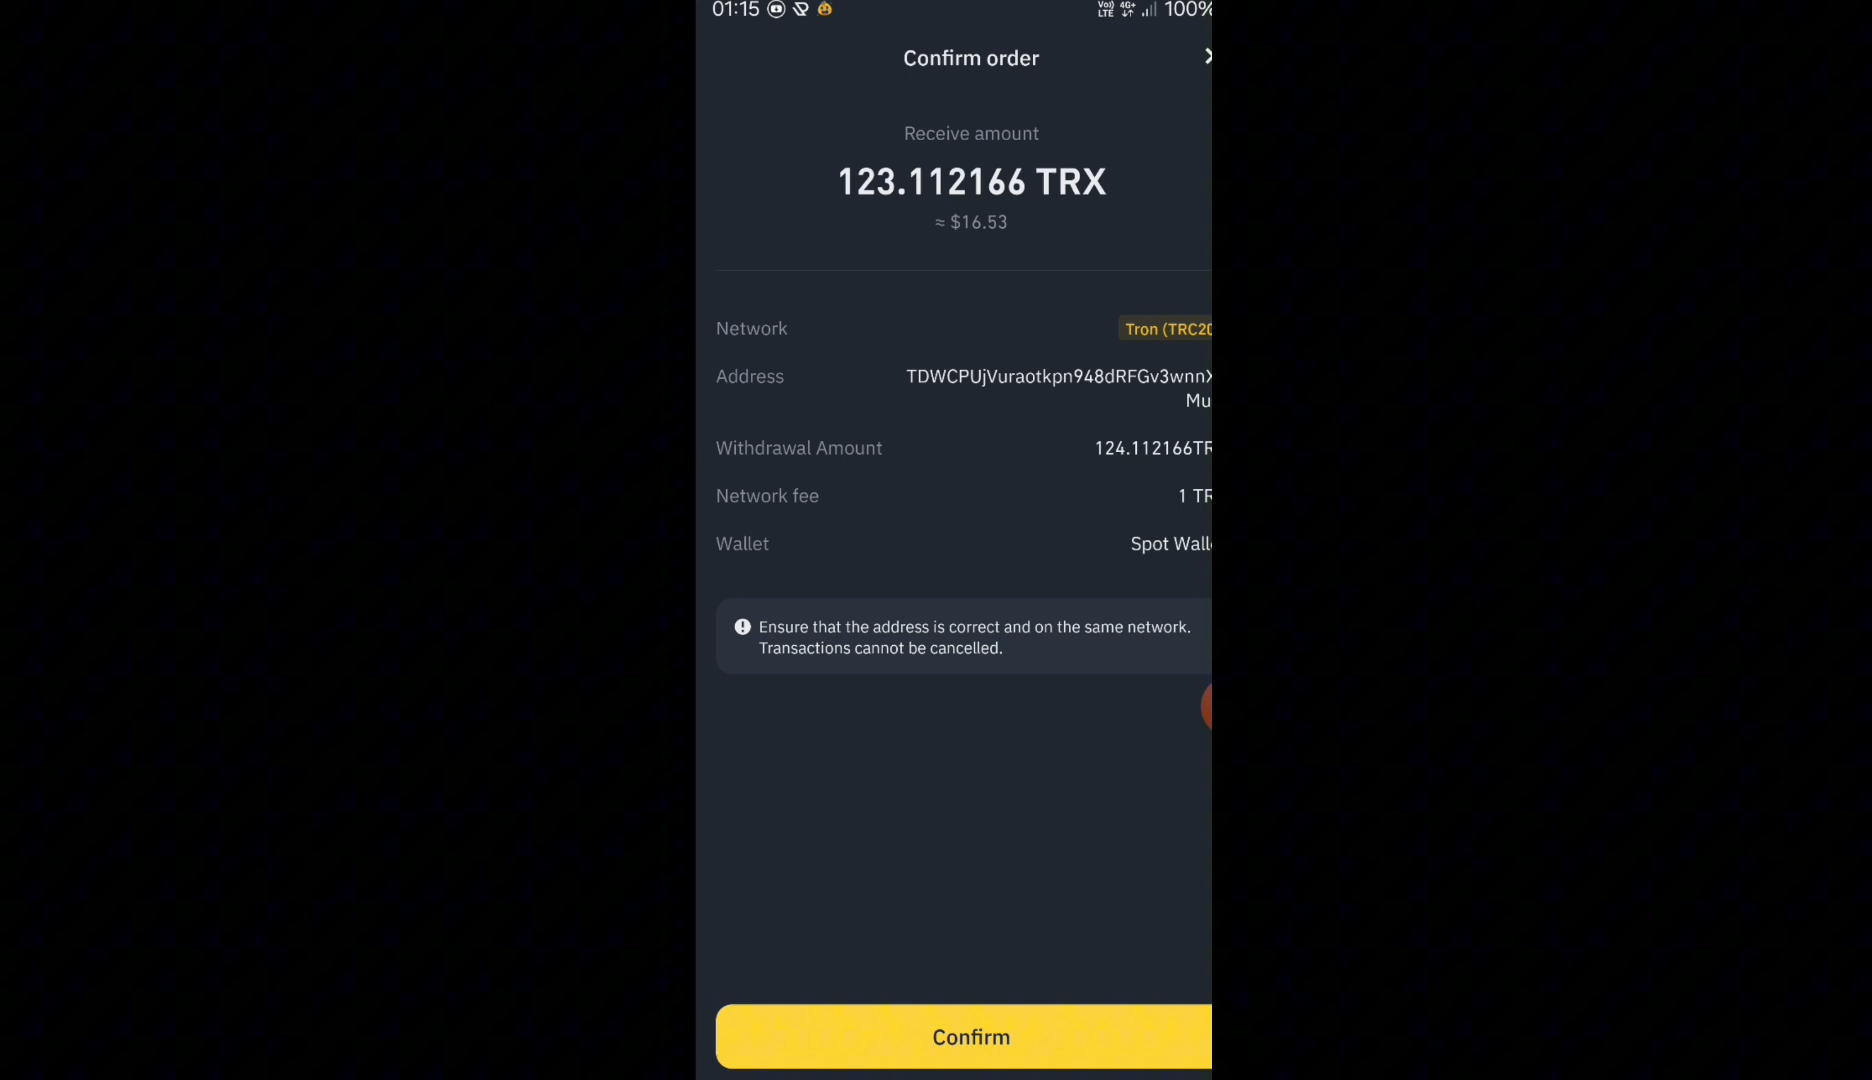 01:15 100%
Confirm order
Receive amount
123.112166 TRX
≈ $16.53
Network Tron (TRC20
Address TDWCPUjVuraotkpn948dRFGv3wnnX
Mu
Withdrawal Amount 124.112166TR
Network fee 1 TR
Wallet Spot Wall
Ensure that the address is correct and on the same network.
Transactions cannot be cancelled.
Confirm